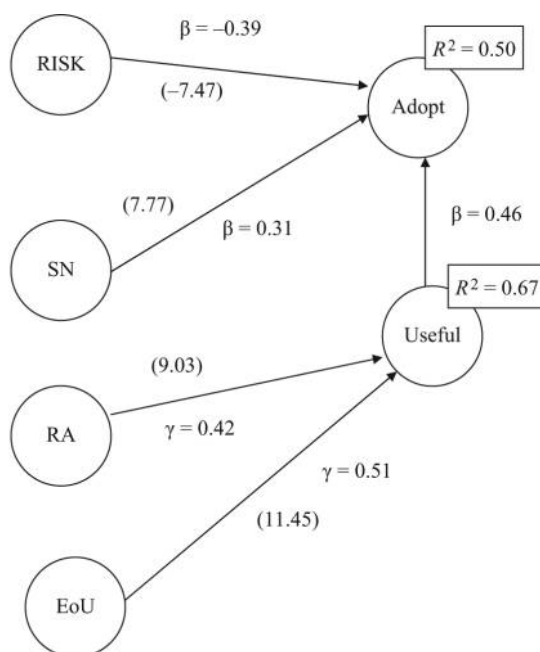 β = –0.39
R² = 0.50
RISK
(–7.47)
Adopt
(7.77)
β = 0.31
β = 0.46
SN
R² = 0.67
Useful
(9.03)
RA
γ = 0.42
γ = 0.51
(11.45)
EoU